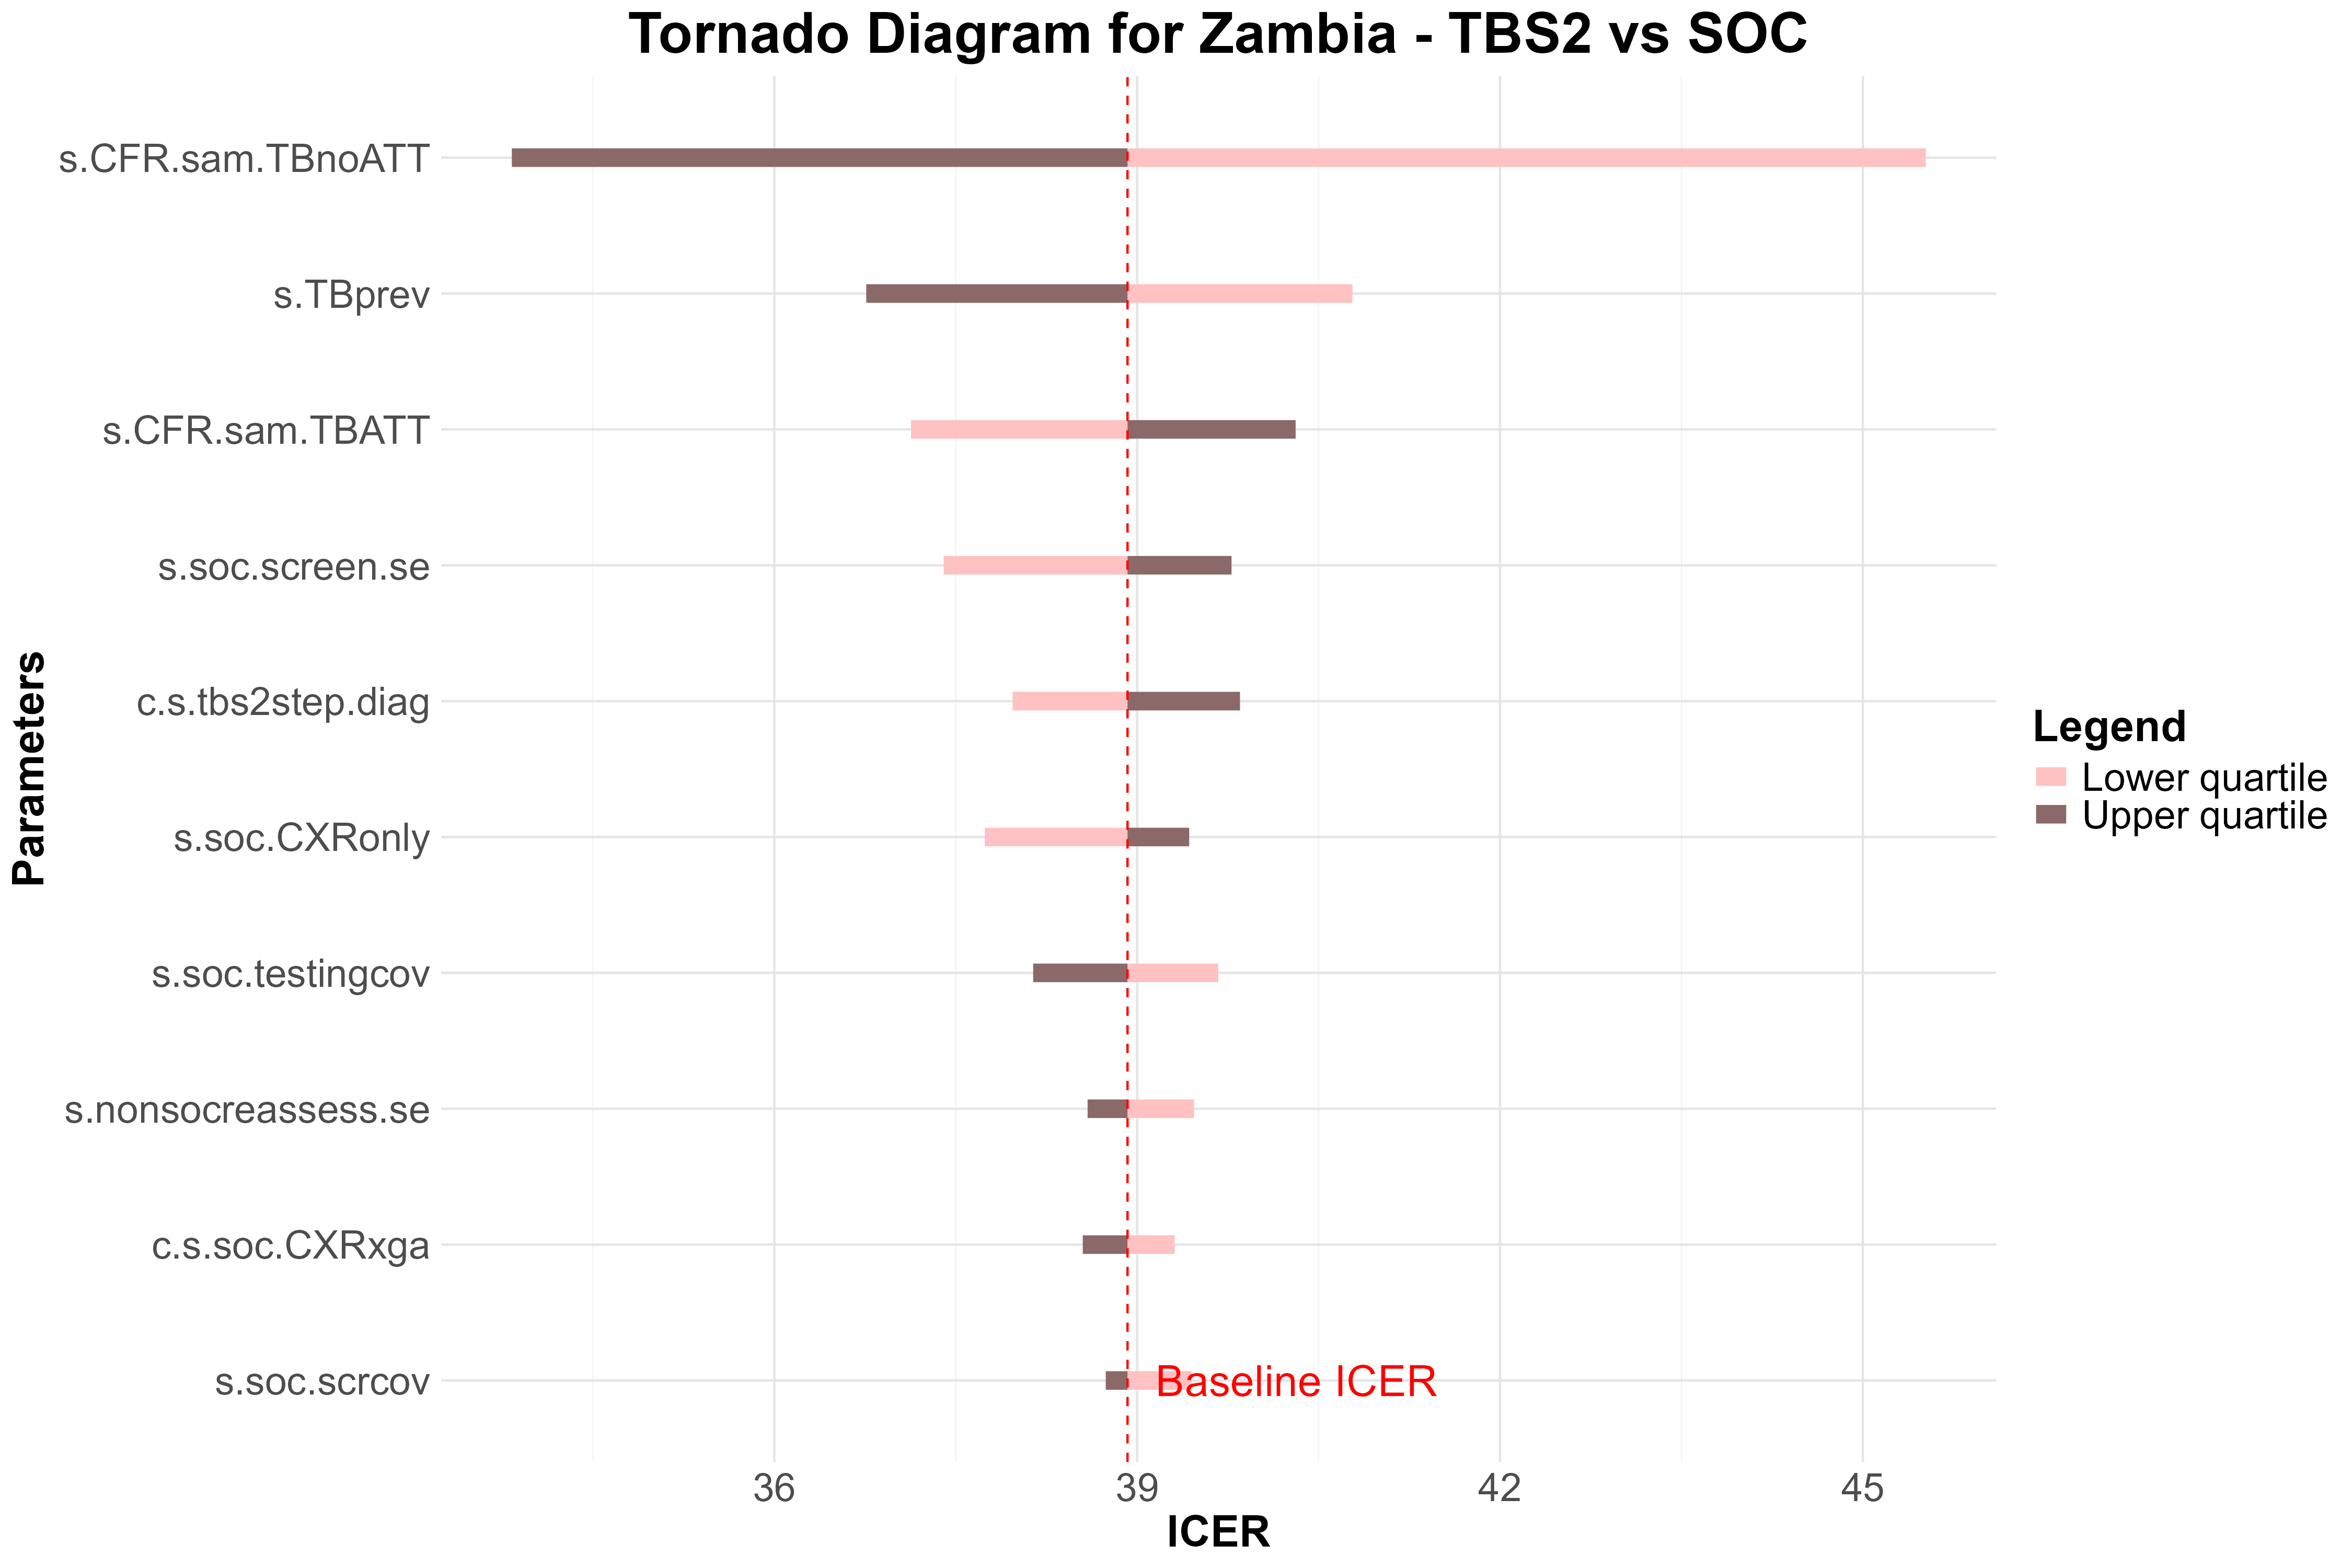 Tornado Diagram for Zambia - TBS2 vs SOC
s.CFR.sam.TBnoATT
s.TBprev
s.CFR.sam.TBATT
s.soc.screen.se
c.s.tbs2step.diag
s.soc.CXRonly
s.soc.testingcov
s.nonsocreassess.se
c.s.soc.CXRxga
s.soc.scrcov
Parameters
Baseline ICER
36
39
42
45
ICER
Legend
Lower quartile
Upper quartile